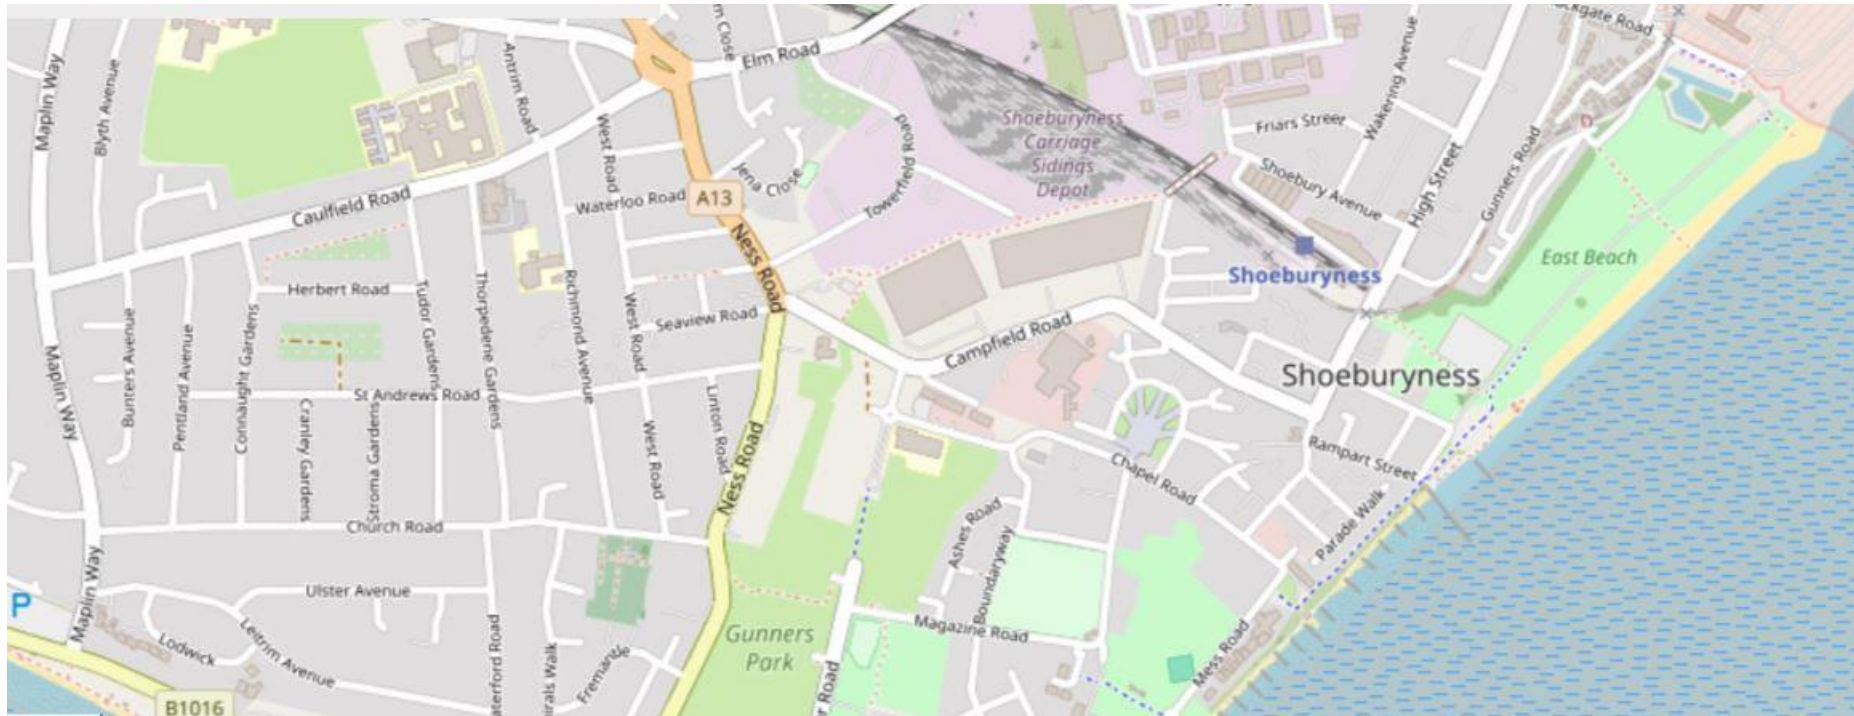 Elm Road
Maplin Way
Blyth Avenue
Antrim Road
West Road
Caulfield Road
Waterloo Road
A13
Jena Close
Towerfield Road
Shoeburyness
Carriage
Sidings
Depot
Friars Street
Wakering Avenue
Shoebury Avenue
High Street
Gunners Road
East Beach
Shoeburyness
Ness Road
Herbert Road
Tudor Gardens
Thorpedene Gardens
Richmond Avenue
West Road
Seaview Road
Campfield Road
Shoeburyness
Maplin Way
Bunters Avenue
Pentland Avenue
Connaught Gardens
St Andrews Road
Cranley Gardens
Stroma Gardens
Linton Road
West Road
Ness Road
Chapel Road
Rampart Street
Parade Walk
Church Road
Ashes Road
Boundaryway
Maplin Way
P
Ulster Avenue
Lodwick
Leitrim Avenue
Fremantle
Gunners
Park
Magazine Road
Mess Road
B1016